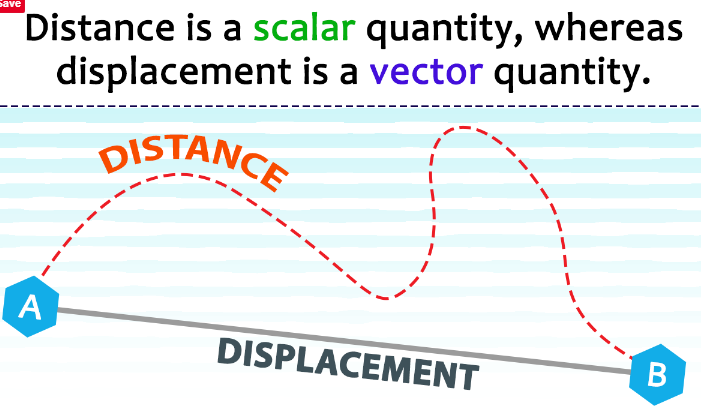 Save
Distance is a scalar quantity, whereas
displacement is a vector quantity.
DISTANCE
A
DISPLACEMENT
B